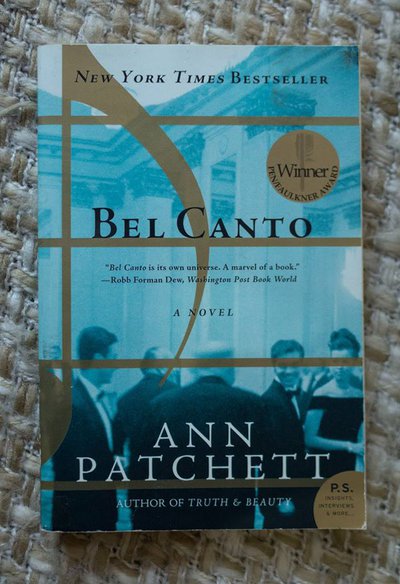 NEW YORK TIMES BESTSELLER
Winner
PEN/FAULKNER AWARD
BEL CANTO
"Bel Canto is its own universe. A marvel of a book."
—ROBB FORMAN DEW, Washington Post Book World
A NOVEL
ANN
PATCHETT
AUTHOR OF TRUTH & BEAUTY
P.S.
INSIGHTS,
INTERVIEWS
& MORE...